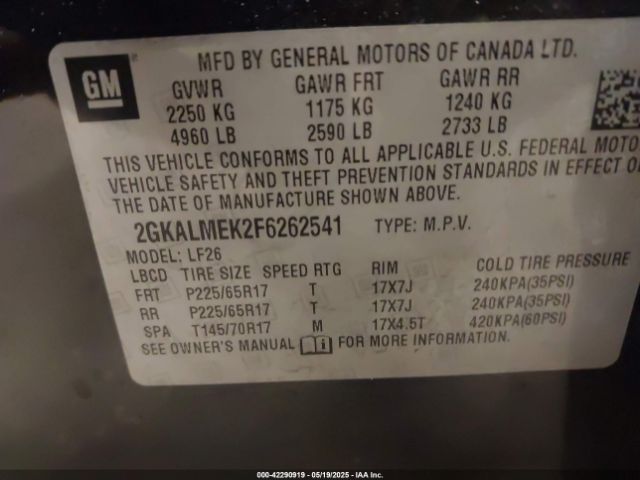 GM
MFD BY GENERAL MOTORS OF CANADA LTD.
GVWR GAWR FRT GAWR RR
2250 KG 1175 KG 1240 KG
4960 LB 2590 LB 2733 LB
THIS VEHICLE CONFORMS TO ALL APPLICABLE U.S. FEDERAL MOTO
VEHICLE SAFETY AND THEFT PREVENTION STANDARDS IN EFFECT O
THE DATE OF MANUFACTURE SHOWN ABOVE.
2GKALMEK2F6262541 TYPE: M.P.V.
MODEL: LF26
LBCD TIRE SIZE SPEED RTG RIM COLD TIRE PRESSURE
FRT P225/65R17 T 17X7J 240KPA(35PSI)
RR P225/65R17 T 17X7J 240KPA(35PSI)
SPA T145/70R17 M 17X4.5T 420KPA(60PSI)
SEE OWNER'S MANUAL FOR MORE INFORMATION.
000-42290919 - 05/19/2025 - IAA Inc.